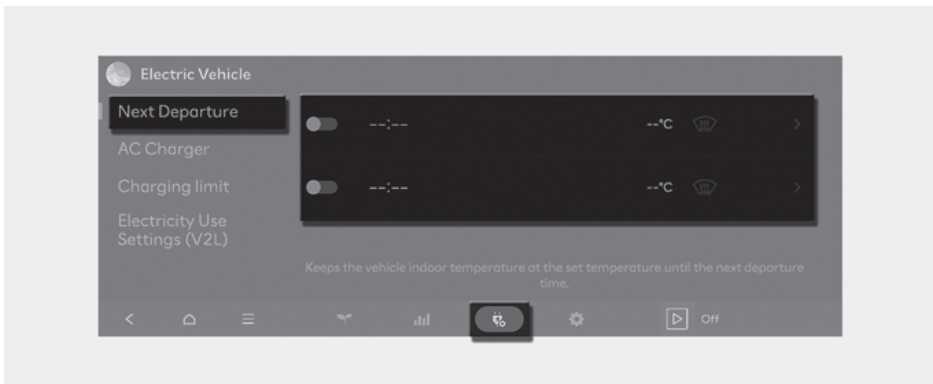 Electric Vehicle
Next Departure
AC Charger
Charging limit
Electricity Use
Settings (V2L)
--:-- --°C
--:-- --°C
Keeps the vehicle indoor temperature at the set temperature until the next departure
time.
Off